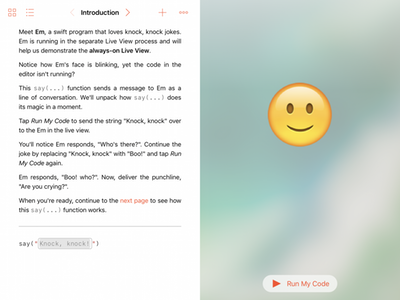 Introduction
Meet Em, a swift program that loves knock, knock jokes.
Em is running in the separate Live View process and will
help us demonstrate the always-on Live View.
Notice how Em's face is blinking, yet the code in the
editor isn't running?
This say(...) function sends a message to Em as a
line of conversation. We'll unpack how say(...) does
its magic in a moment.
Tap Run My Code to send the string "Knock, knock" over
to the Em in the live view.
You'll notice Em responds, "Who's there?". Continue the
joke by replacing "Knock, knock" with "Boo!" and tap Run
My Code again.
Em responds, "Boo! who?". Now, deliver the punchline,
"Are you crying?".
When you're ready, continue to the next page to see how
this say(...) function works.
say("Knock, knock!")
Run My Code